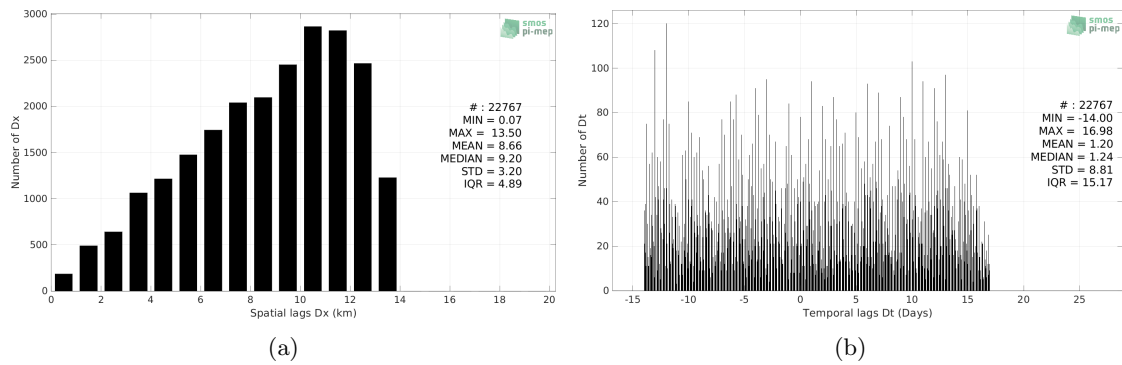 3000
2500
2000
1500
1000
500
0
Number of Dx
smos
pi-mep
# : 22767
MIN = 0.07
MAX = 13.50
MEAN = 8.66
MEDIAN = 9.20
STD = 3.20
IQR = 4.89
0 2 4 6 8 10 12 14 16 18 20
Spatial lags Dx (km)
(a)
120
100
80
60
40
20
0
Number of Dt
smos
pi-mep
# : 22767
MIN = -14.00
MAX = 16.98
MEAN = 1.20
MEDIAN = 1.24
STD = 8.81
IQR = 15.17
-15 -10 -5 0 5 10 15 20 25
Temporal lags Dt (Days)
(b)